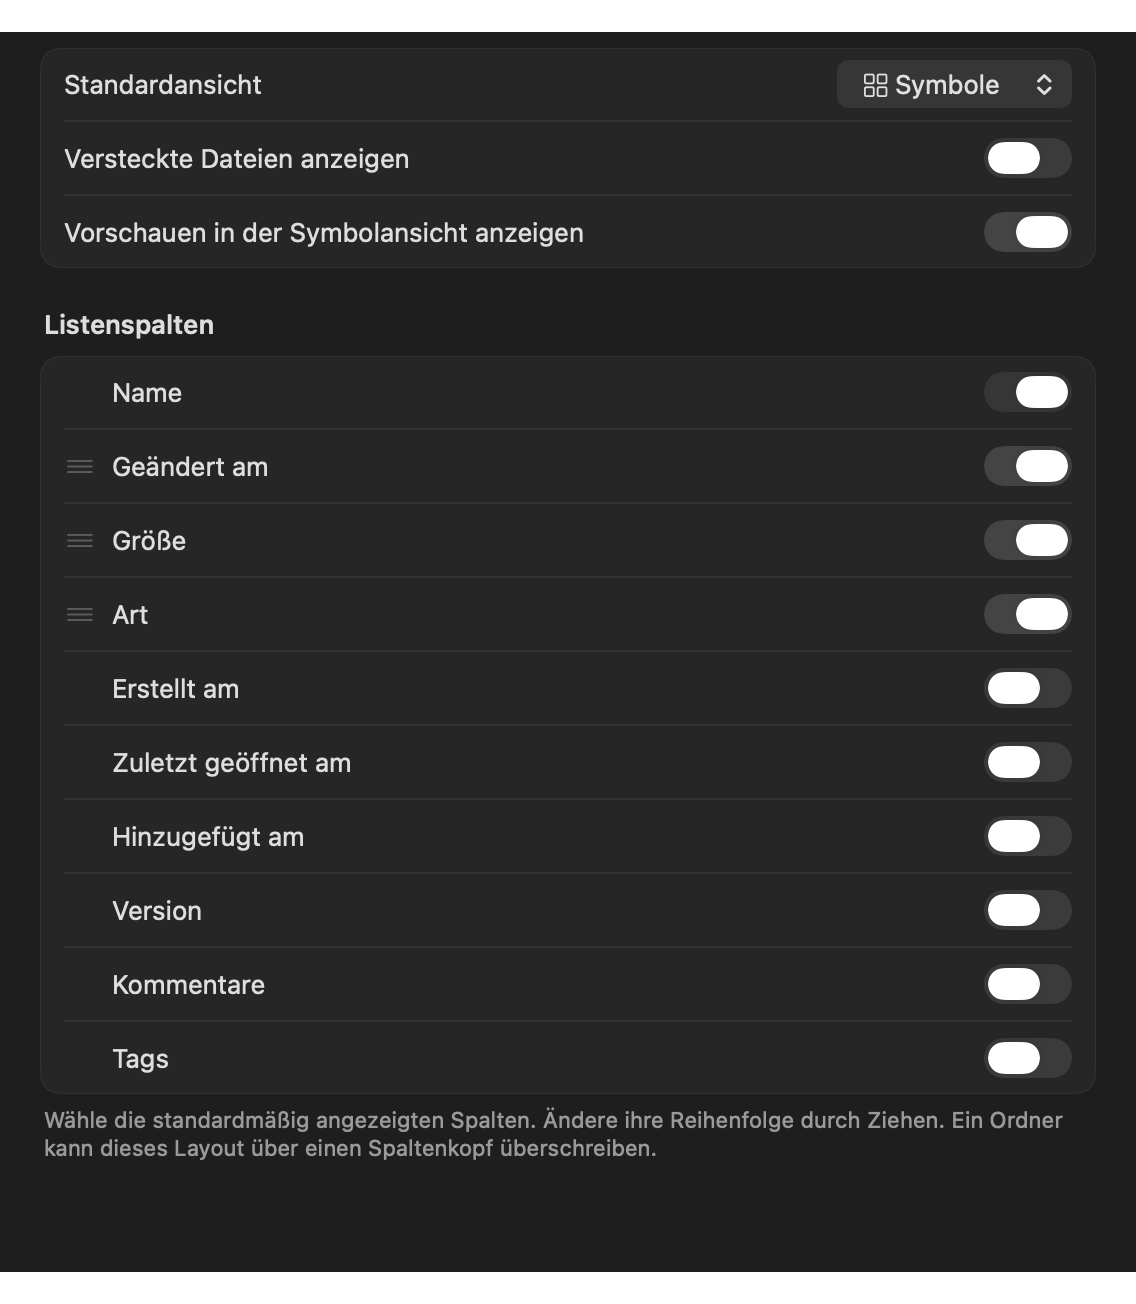 Standardansicht
Symbole
Versteckte Dateien anzeigen
Vorschauen in der Symbolansicht anzeigen
Listenspalten
Name
Geändert am
Größe
Art
Erstellt am
Zuletzt geöffnet am
Hinzugefügt am
Version
Kommentare
Tags
Wähle die standardmäßig angezeigten Spalten. Ändere ihre Reihenfolge durch Ziehen. Ein Ordner
kann dieses Layout über einen Spaltenkopf überschreiben.